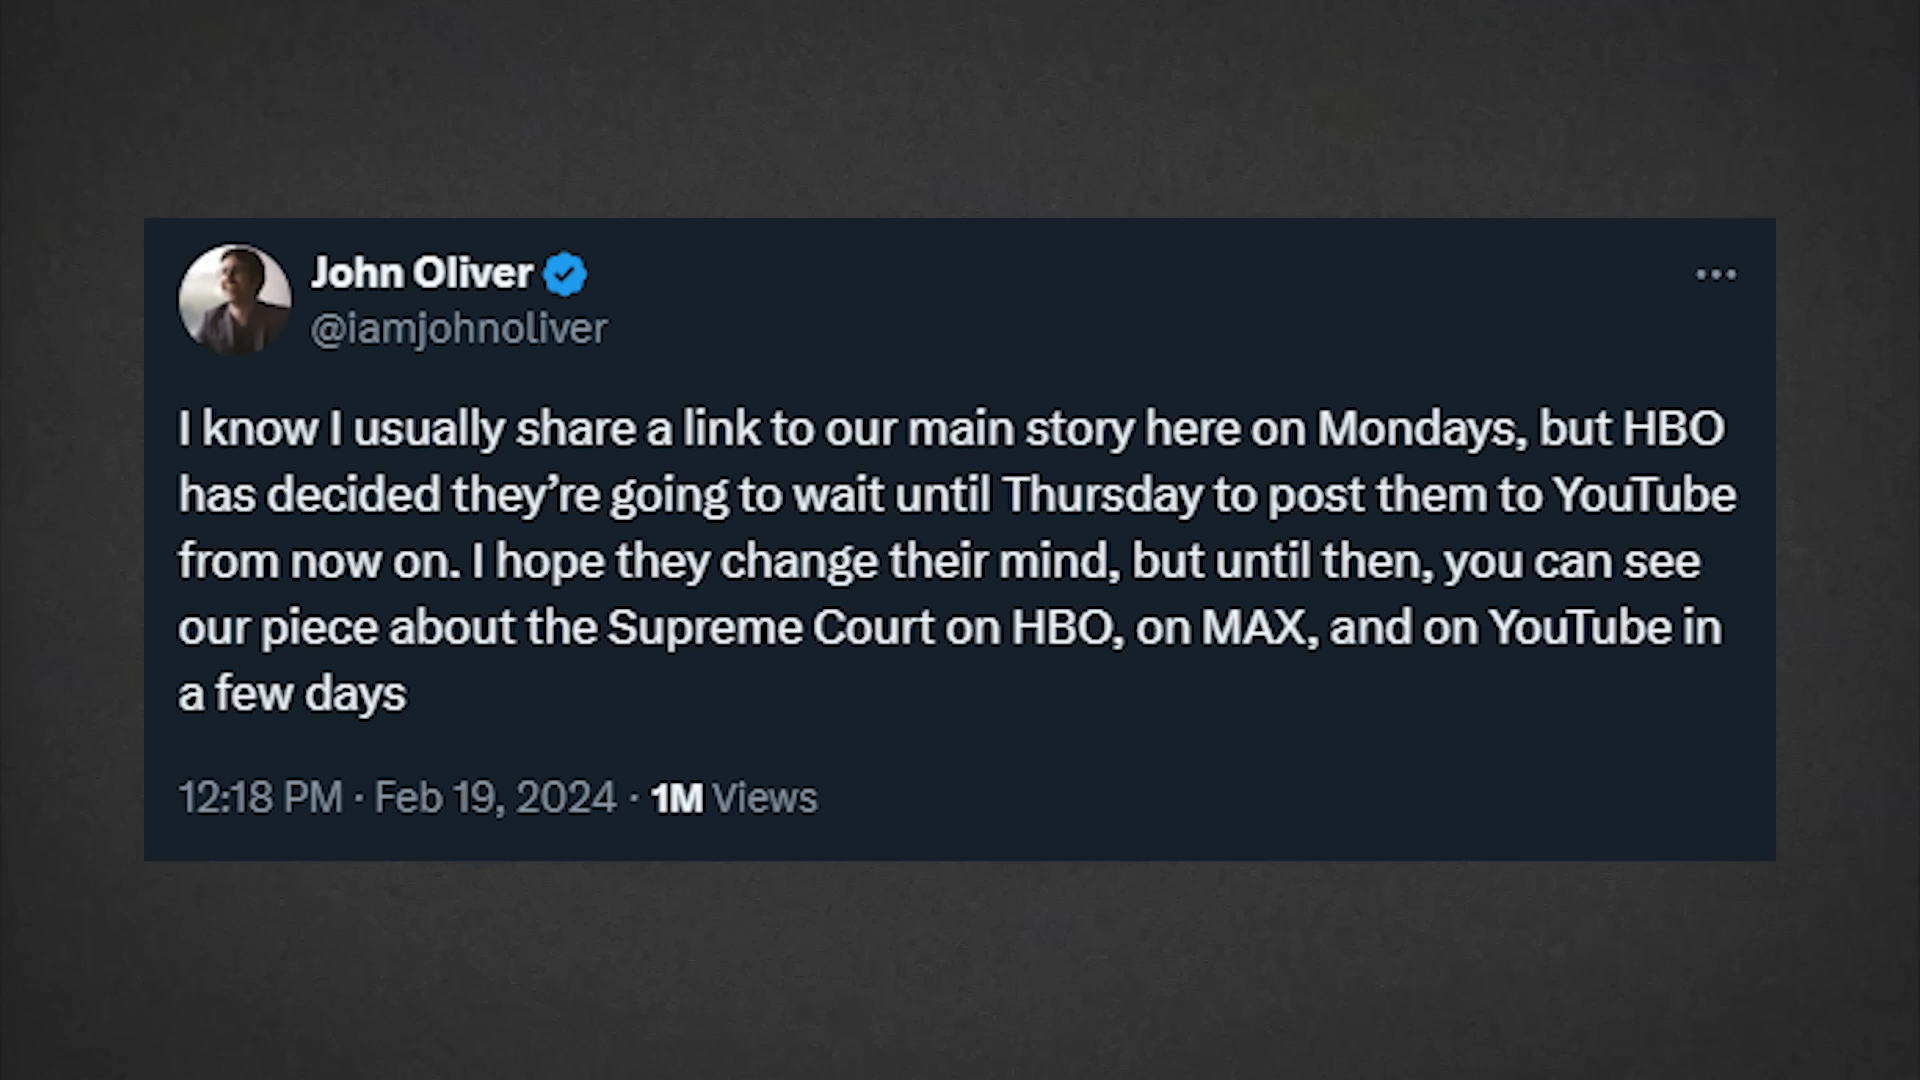 John Oliver
@iamjohnoliver
I know I usually share a link to our main story here on Mondays, but HBO
has decided they’re going to wait until Thursday to post them to YouTube
from now on. I hope they change their mind, but until then, you can see
our piece about the Supreme Court on HBO, on MAX, and on YouTube in
a few days
12:18 PM · Feb 19, 2024 · 1M Views